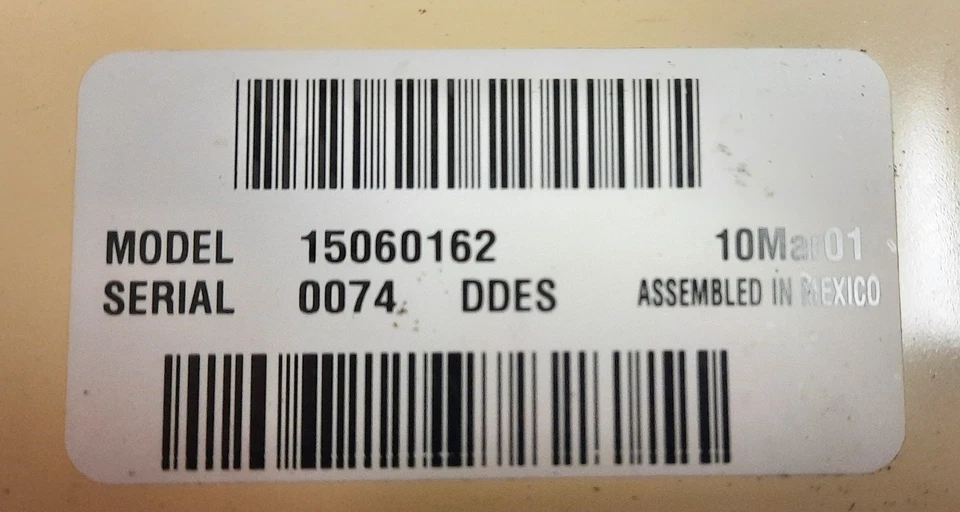 MODEL 15060162 10Mar01
SERIAL 0074 DDES ASSEMBLED IN MEXICO